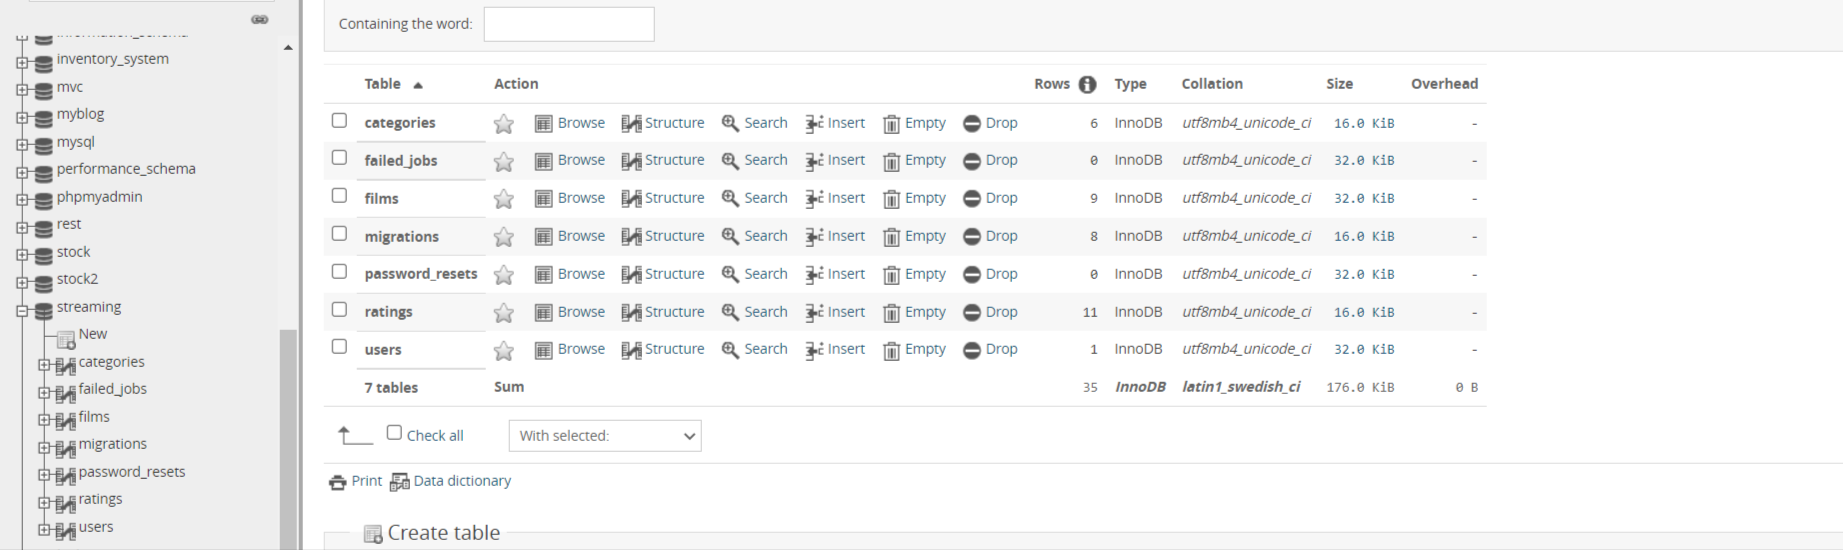 information_schema
inventory_system
mvc
myblog
mysql
performance_schema
phpmyadmin
rest
stock
stock2
streaming
New
categories
failed_jobs
films
migrations
password_resets
ratings
users
Containing the word:
Table Action Rows Type Collation Size Overhead
categories Browse Structure Search Insert Empty Drop 6 InnoDB utf8mb4_unicode_ci 16.0 KiB -
failed_jobs Browse Structure Search Insert Empty Drop 0 InnoDB utf8mb4_unicode_ci 32.0 KiB -
films Browse Structure Search Insert Empty Drop 9 InnoDB utf8mb4_unicode_ci 32.0 KiB -
migrations Browse Structure Search Insert Empty Drop 8 InnoDB utf8mb4_unicode_ci 16.0 KiB -
password_resets Browse Structure Search Insert Empty Drop 0 InnoDB utf8mb4_unicode_ci 32.0 KiB -
ratings Browse Structure Search Insert Empty Drop 11 InnoDB utf8mb4_unicode_ci 16.0 KiB -
users Browse Structure Search Insert Empty Drop 1 InnoDB utf8mb4_unicode_ci 32.0 KiB -
7 tables Sum 35 InnoDB latin1_swedish_ci 176.0 KiB 0 B
Check all With selected:
Print Data dictionary
Create table